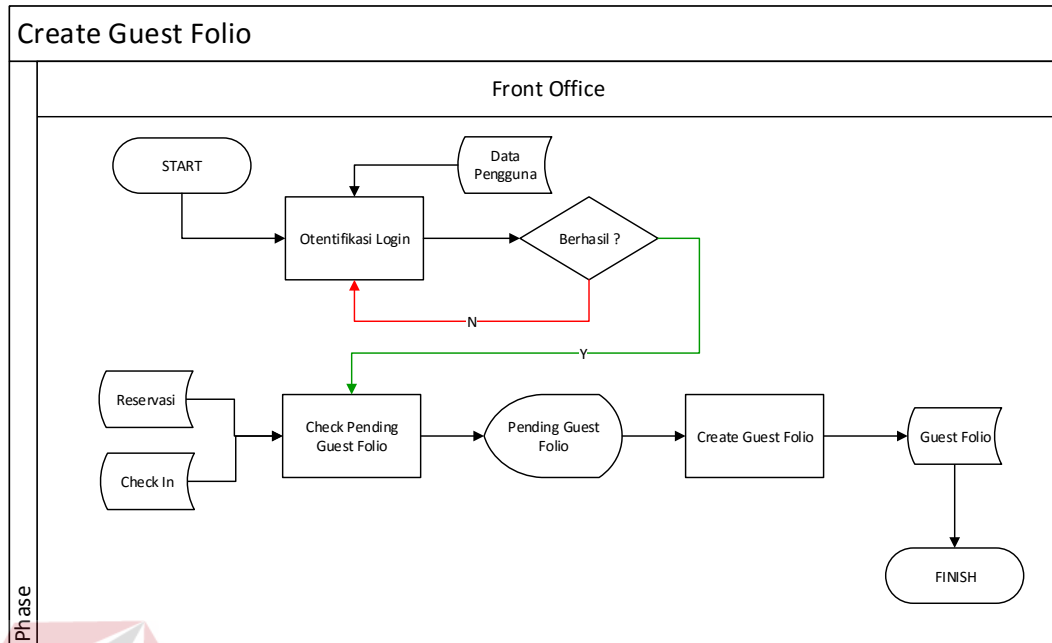 Create Guest Folio
Front Office
Phase
START
Data
Pengguna
Otentifikasi Login
Berhasil ?
N
Y
Reservasi
Check In
Check Pending
Guest Folio
Pending Guest
Folio
Create Guest Folio
Guest Folio
FINISH